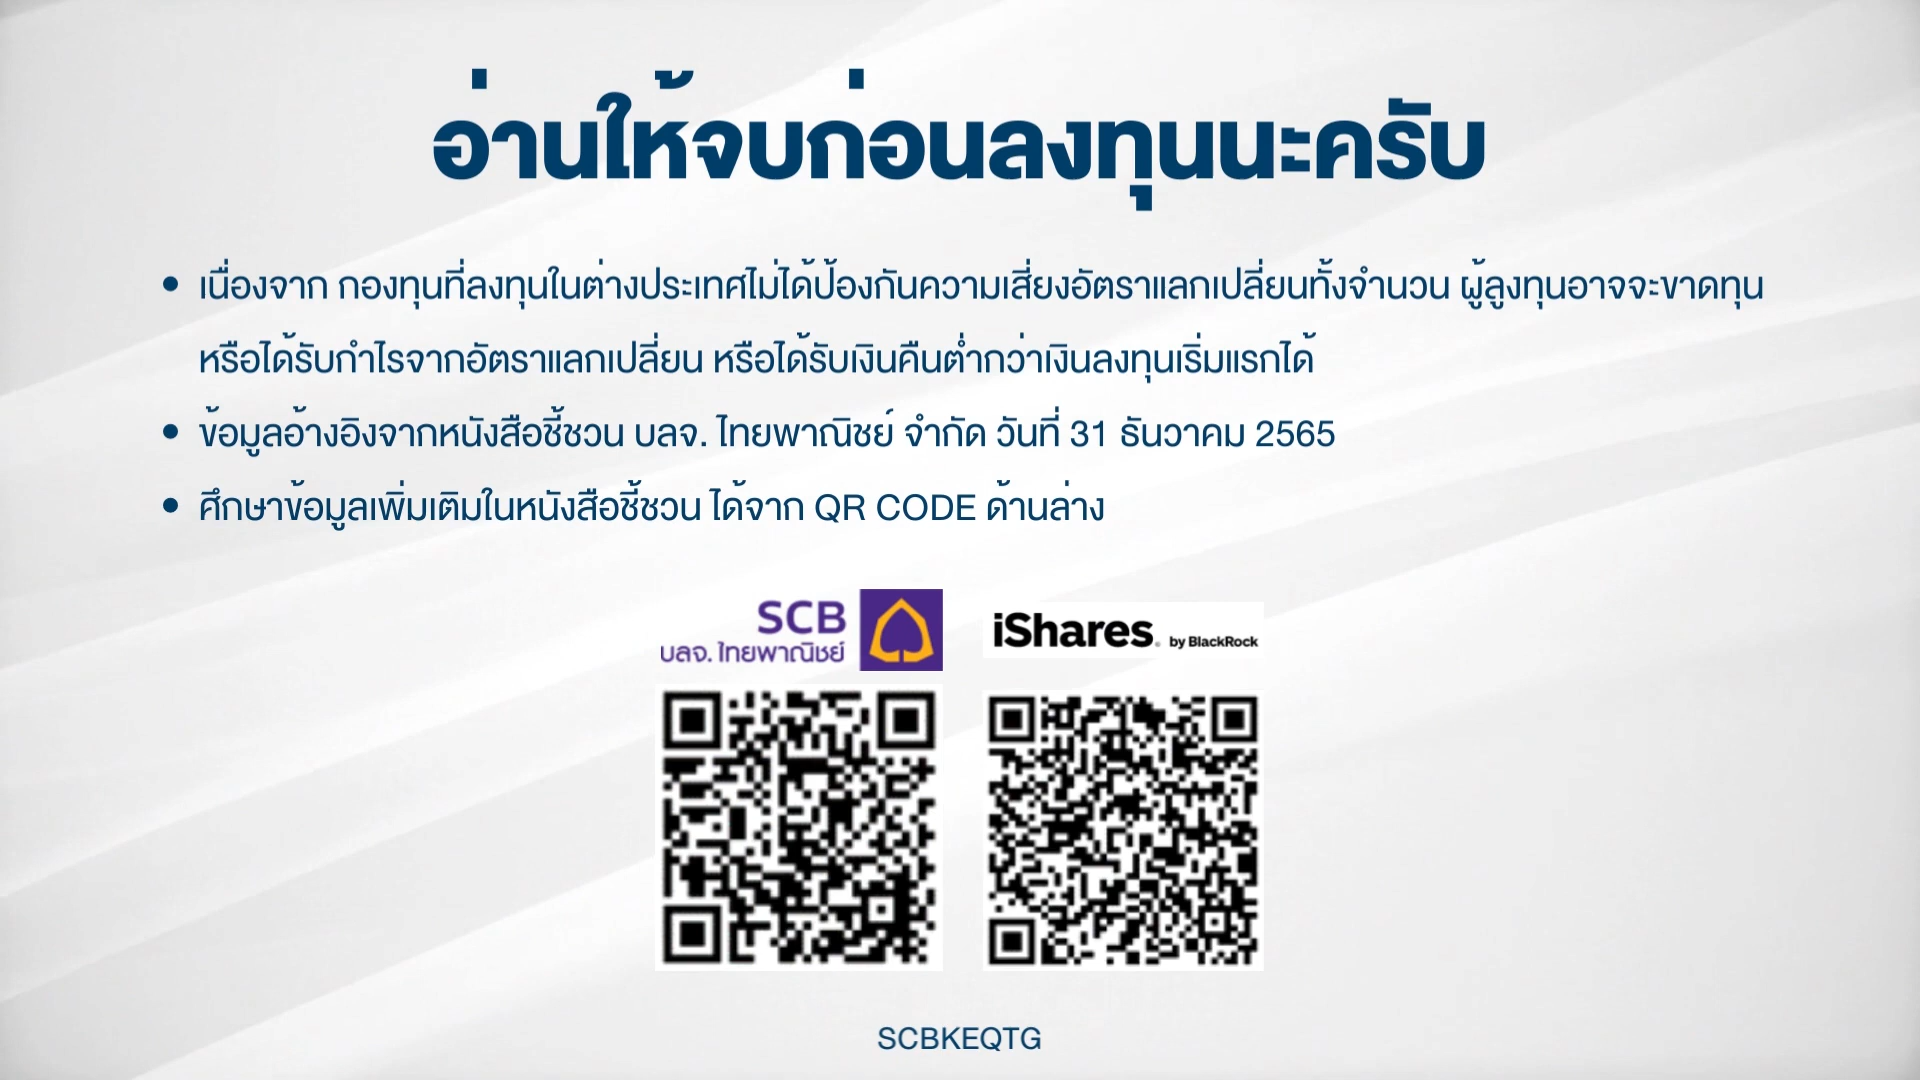 อ่านให้จบก่อนลงทุนนะครับ
• เนื่องจาก กองทุนที่ลงทุนในต่างประเทศไม่ได้ป้องกันความเสี่ยงอัตราแลกเปลี่ยนทั้งจำนวน ผู้ลูงทุนอาจจะขาดทุน
หรือได้รับกำไรจากอัตราแลกเปลี่ยน หรือได้รับเงินคืนต่ำกว่าเงินลงทุนเริ่มแรกได้
• ข้อมูลอ้างอิงจากหนังสือชี้ชวน บลจ. ไทยพาณิชย์ จำกัด วันที่ 31 ธันวาคม 2565
• ศึกษาข้อมูลเพิ่มเติมในหนังสือชี้ชวน ได้จาก QR CODE ด้านล่าง
SCB
บลจ. ไทยพาณิชย์
iShares. by BlackRock
SCBKEQTG